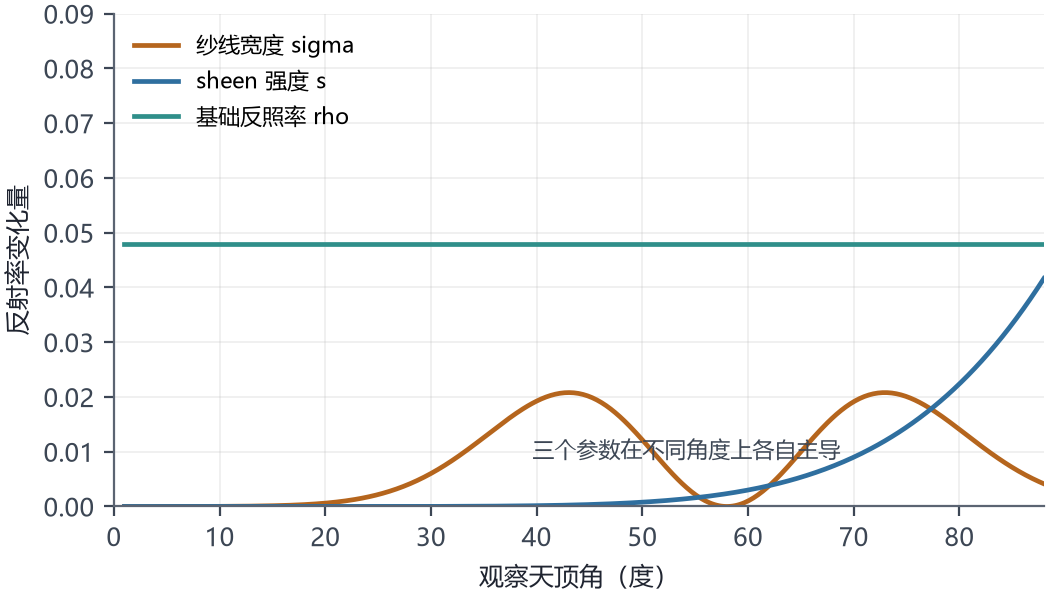 0.09
0.08
0.07
0.06
0.05
0.04
0.03
0.02
0.01
0.00
纱线宽度 sigma
sheen 强度 s
基础反照率 rho
反射率变化量
三个参数在不同角度上各自主导
0 10 20 30 40 50 60 70 80
观察天顶角（度）